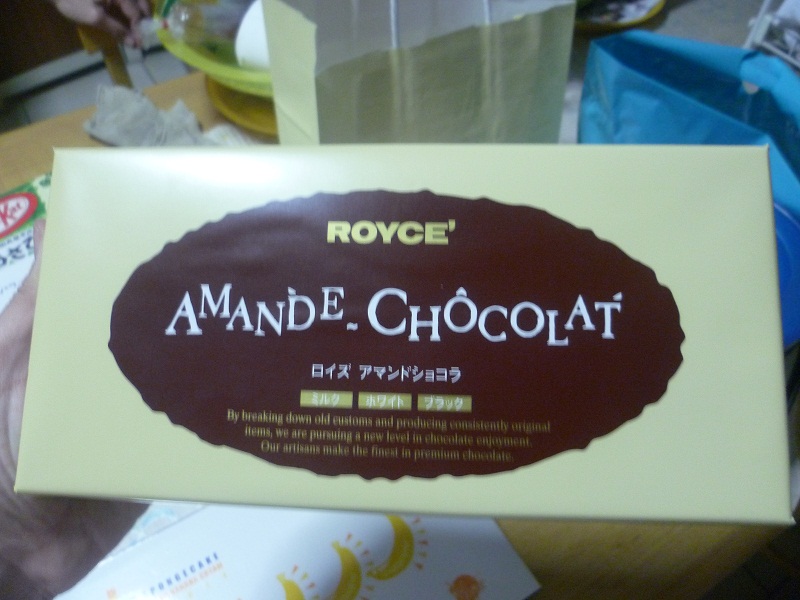 ROYCE'
AMANDE-CHÔCOLAT
ロイズ アマンドショコラ
ミルク ホワイト ブラック
By breaking down old customs and producing consistently original
items, we are pursuing a new level in chocolate enjoyment.
Our artisans make the finest in premium chocolate.
Kit